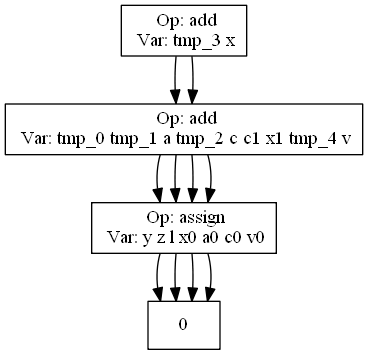 Op: add
Var: tmp_3 x
Op: add
Var: tmp_0 tmp_1 a tmp_2 c c1 x1 tmp_4 v
Op: assign
Var: y z l x0 a0 c0 v0
0